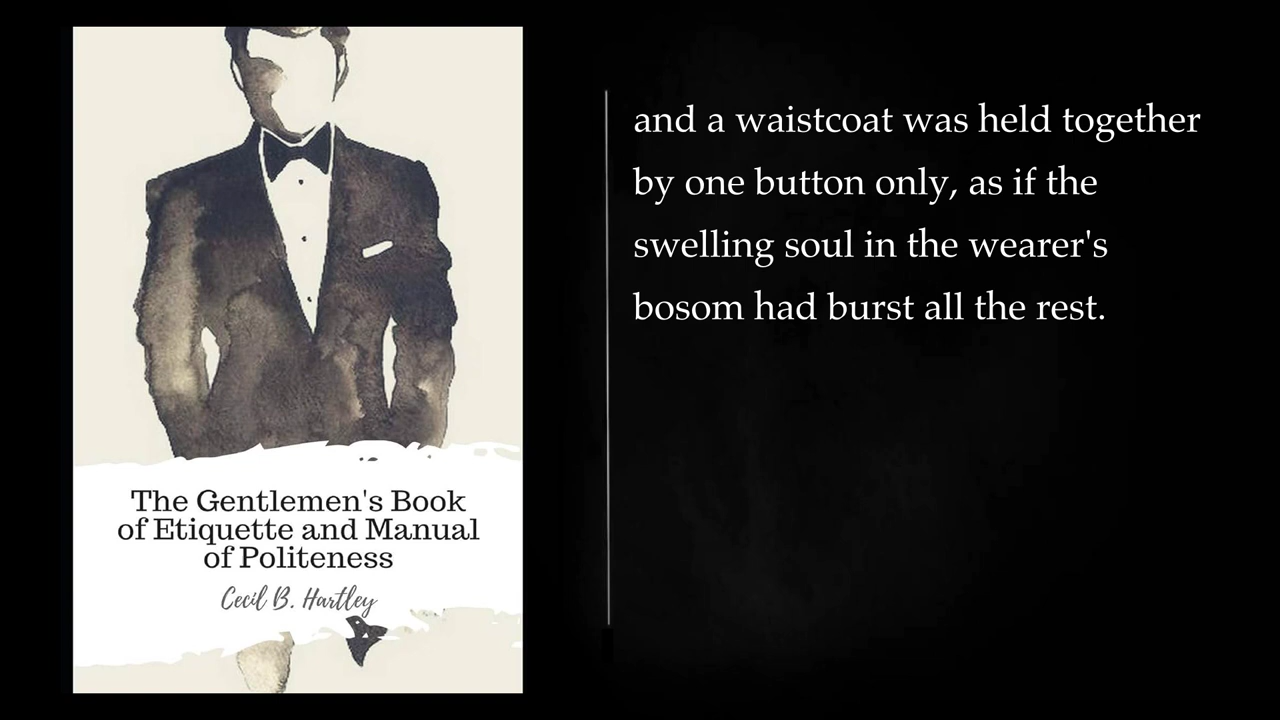 The Gentlemen's Book
of Etiquette and Manual
of Politeness
Cecil B. Hartley
and a waistcoat was held together
by one button only, as if the
swelling soul in the wearer's
bosom had burst all the rest.